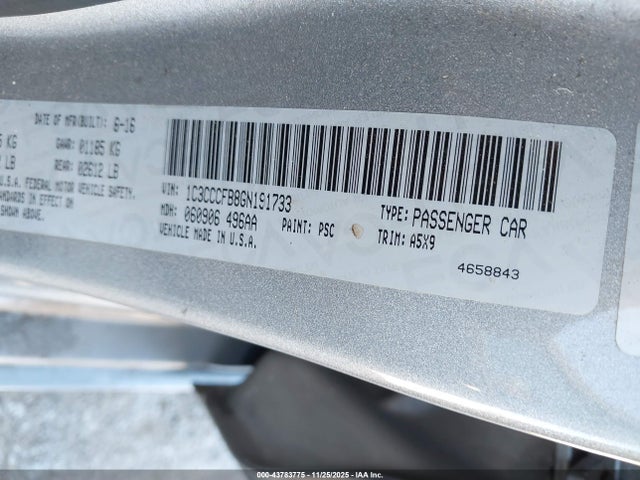 DATE OF MFR(BUILT): 6-16
KG GAWR: 01185 KG
LB REAR: 02612 LB
U.S.A. FEDERAL MOTOR VEHICLE SAFETY,
STANDARDS IN EFFECT
SHOWN ABOVE.
VIN: 1C3CCCFB8GN191733
MDH: 060906 496AA
VEHICLE MADE IN U.S.A.
PAINT: PSC
TYPE: PASSENGER CAR
TRIM: A5X9
4658843
000-43783775 - 11/25/2025 - IAA Inc.